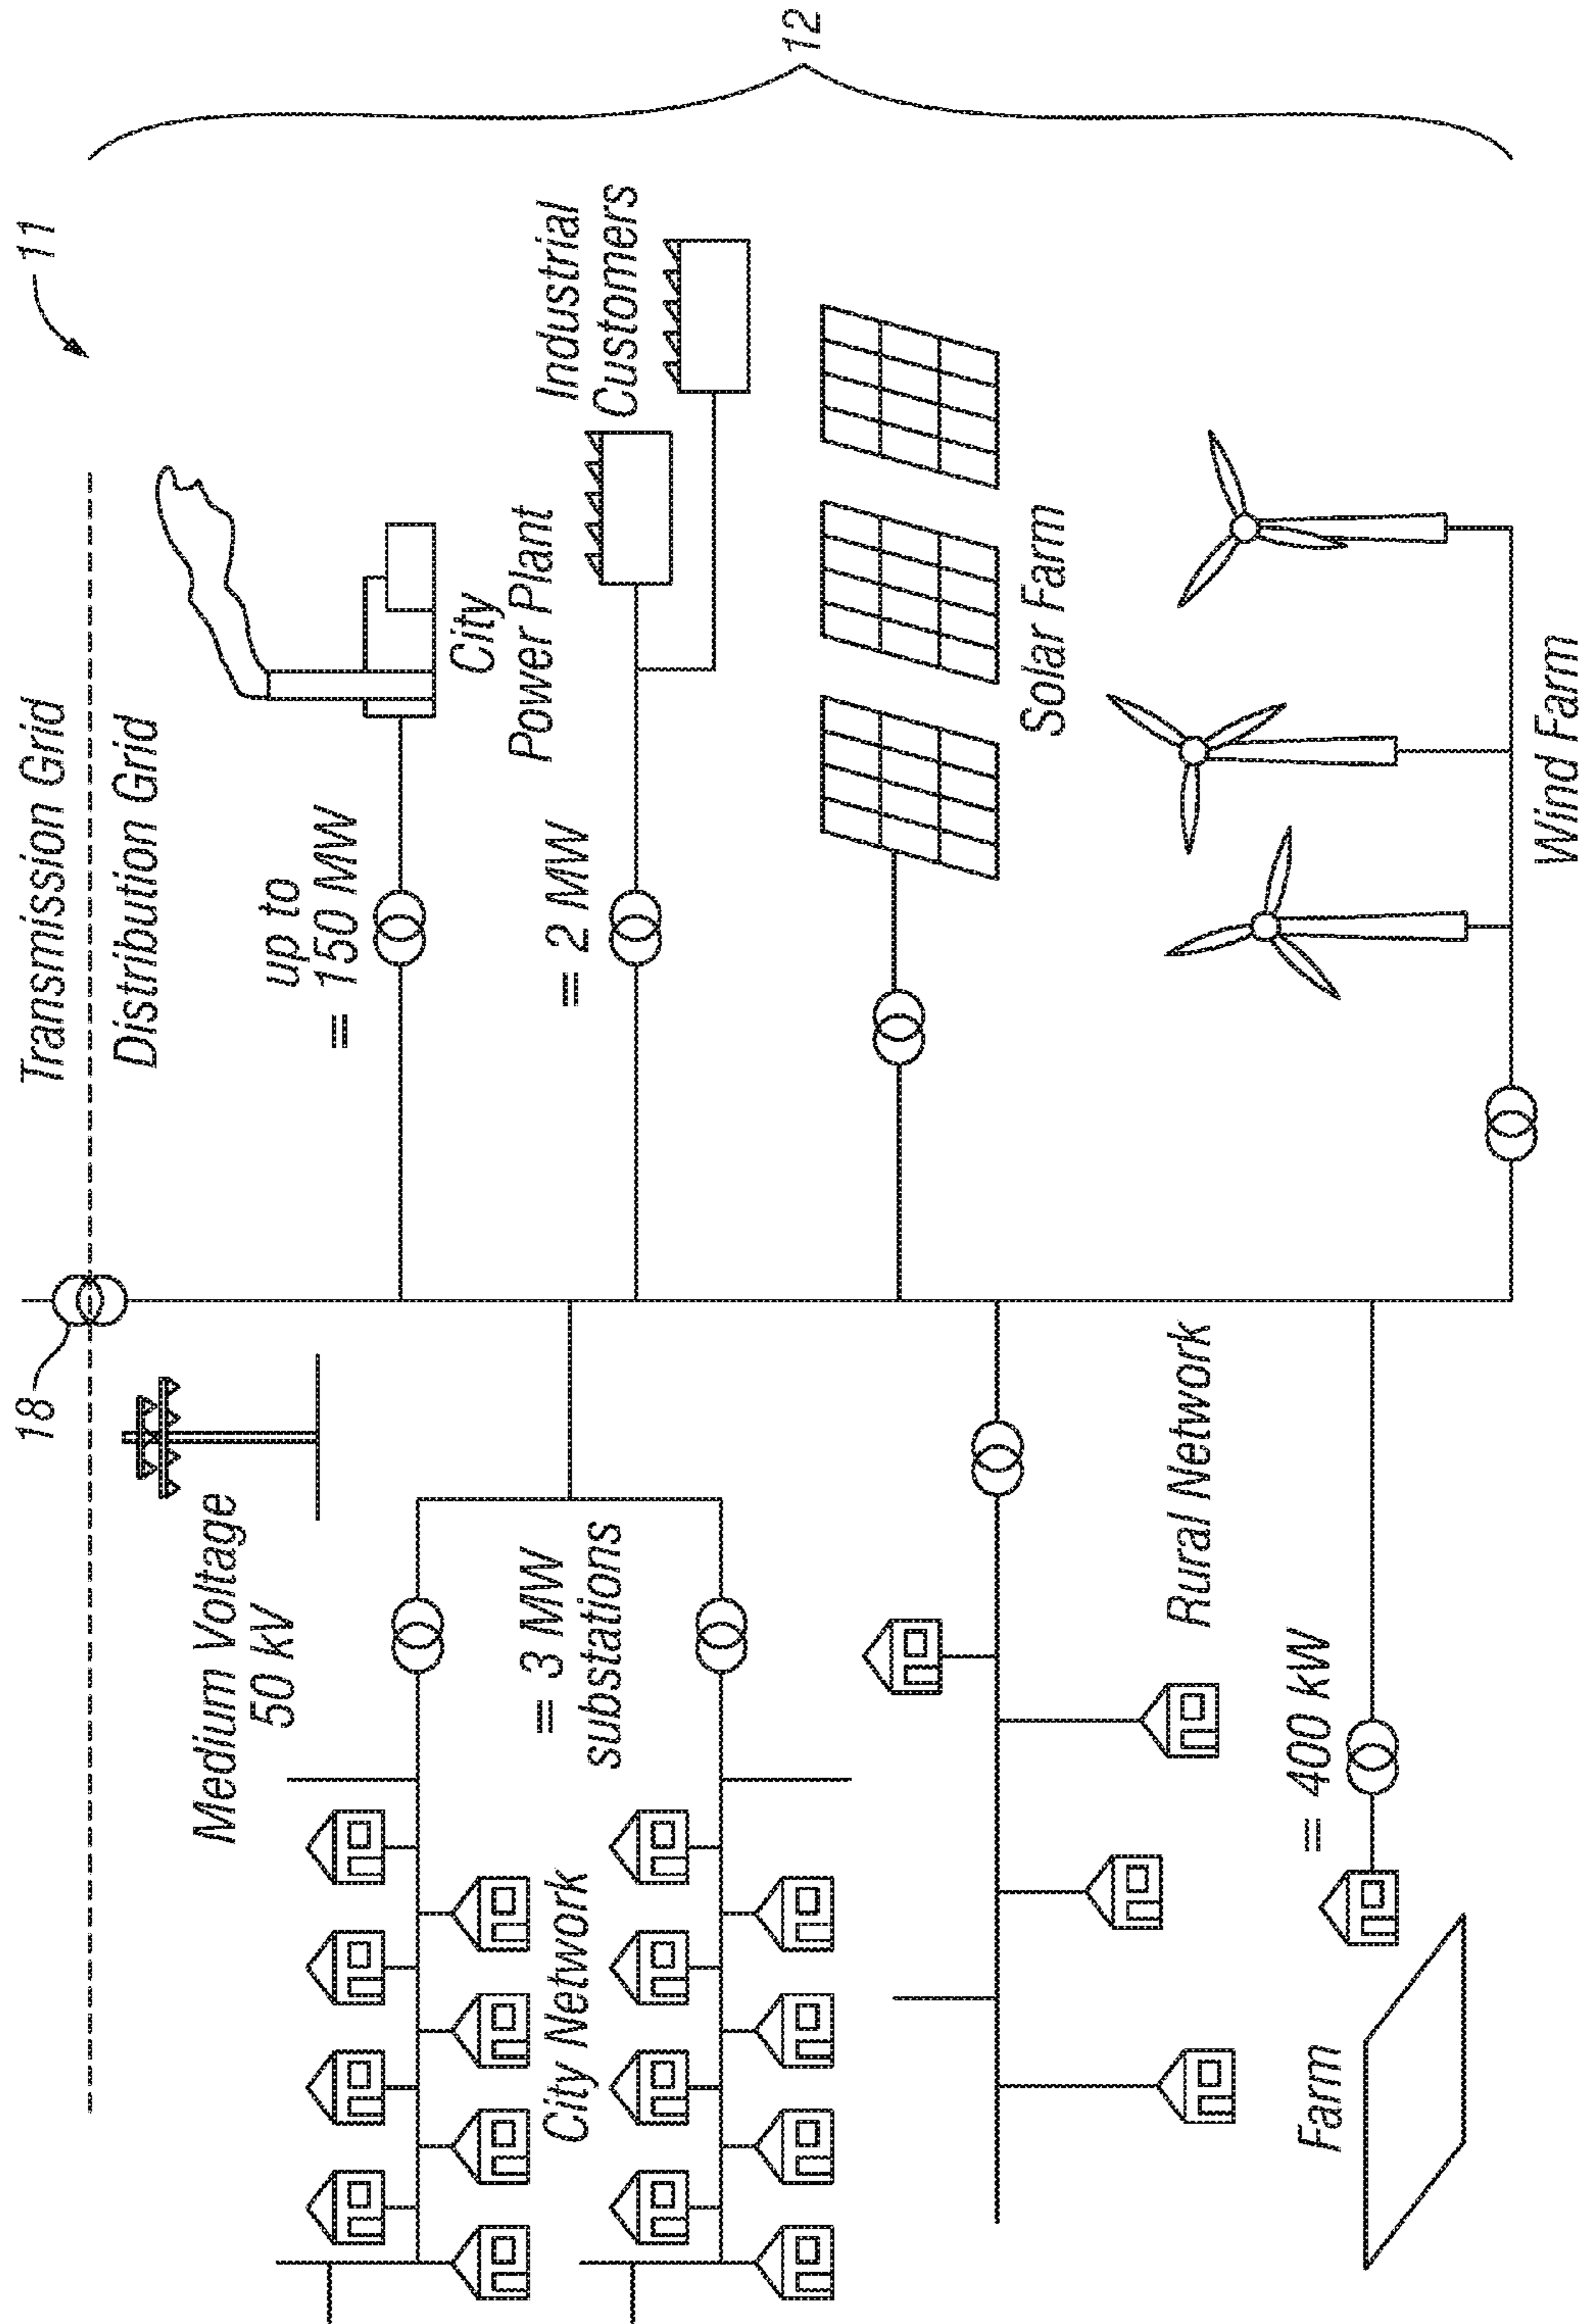 11
Transmission Grid
Distribution Grid
18
Medium Voltage
50 kV
up to
= 150 MW
City
Power Plant
Industrial
Customers
= 2 MW
= 3 MW
substations
City Network
12
Solar Farm
Rural Network
= 400 kW
Farm
Wind Farm